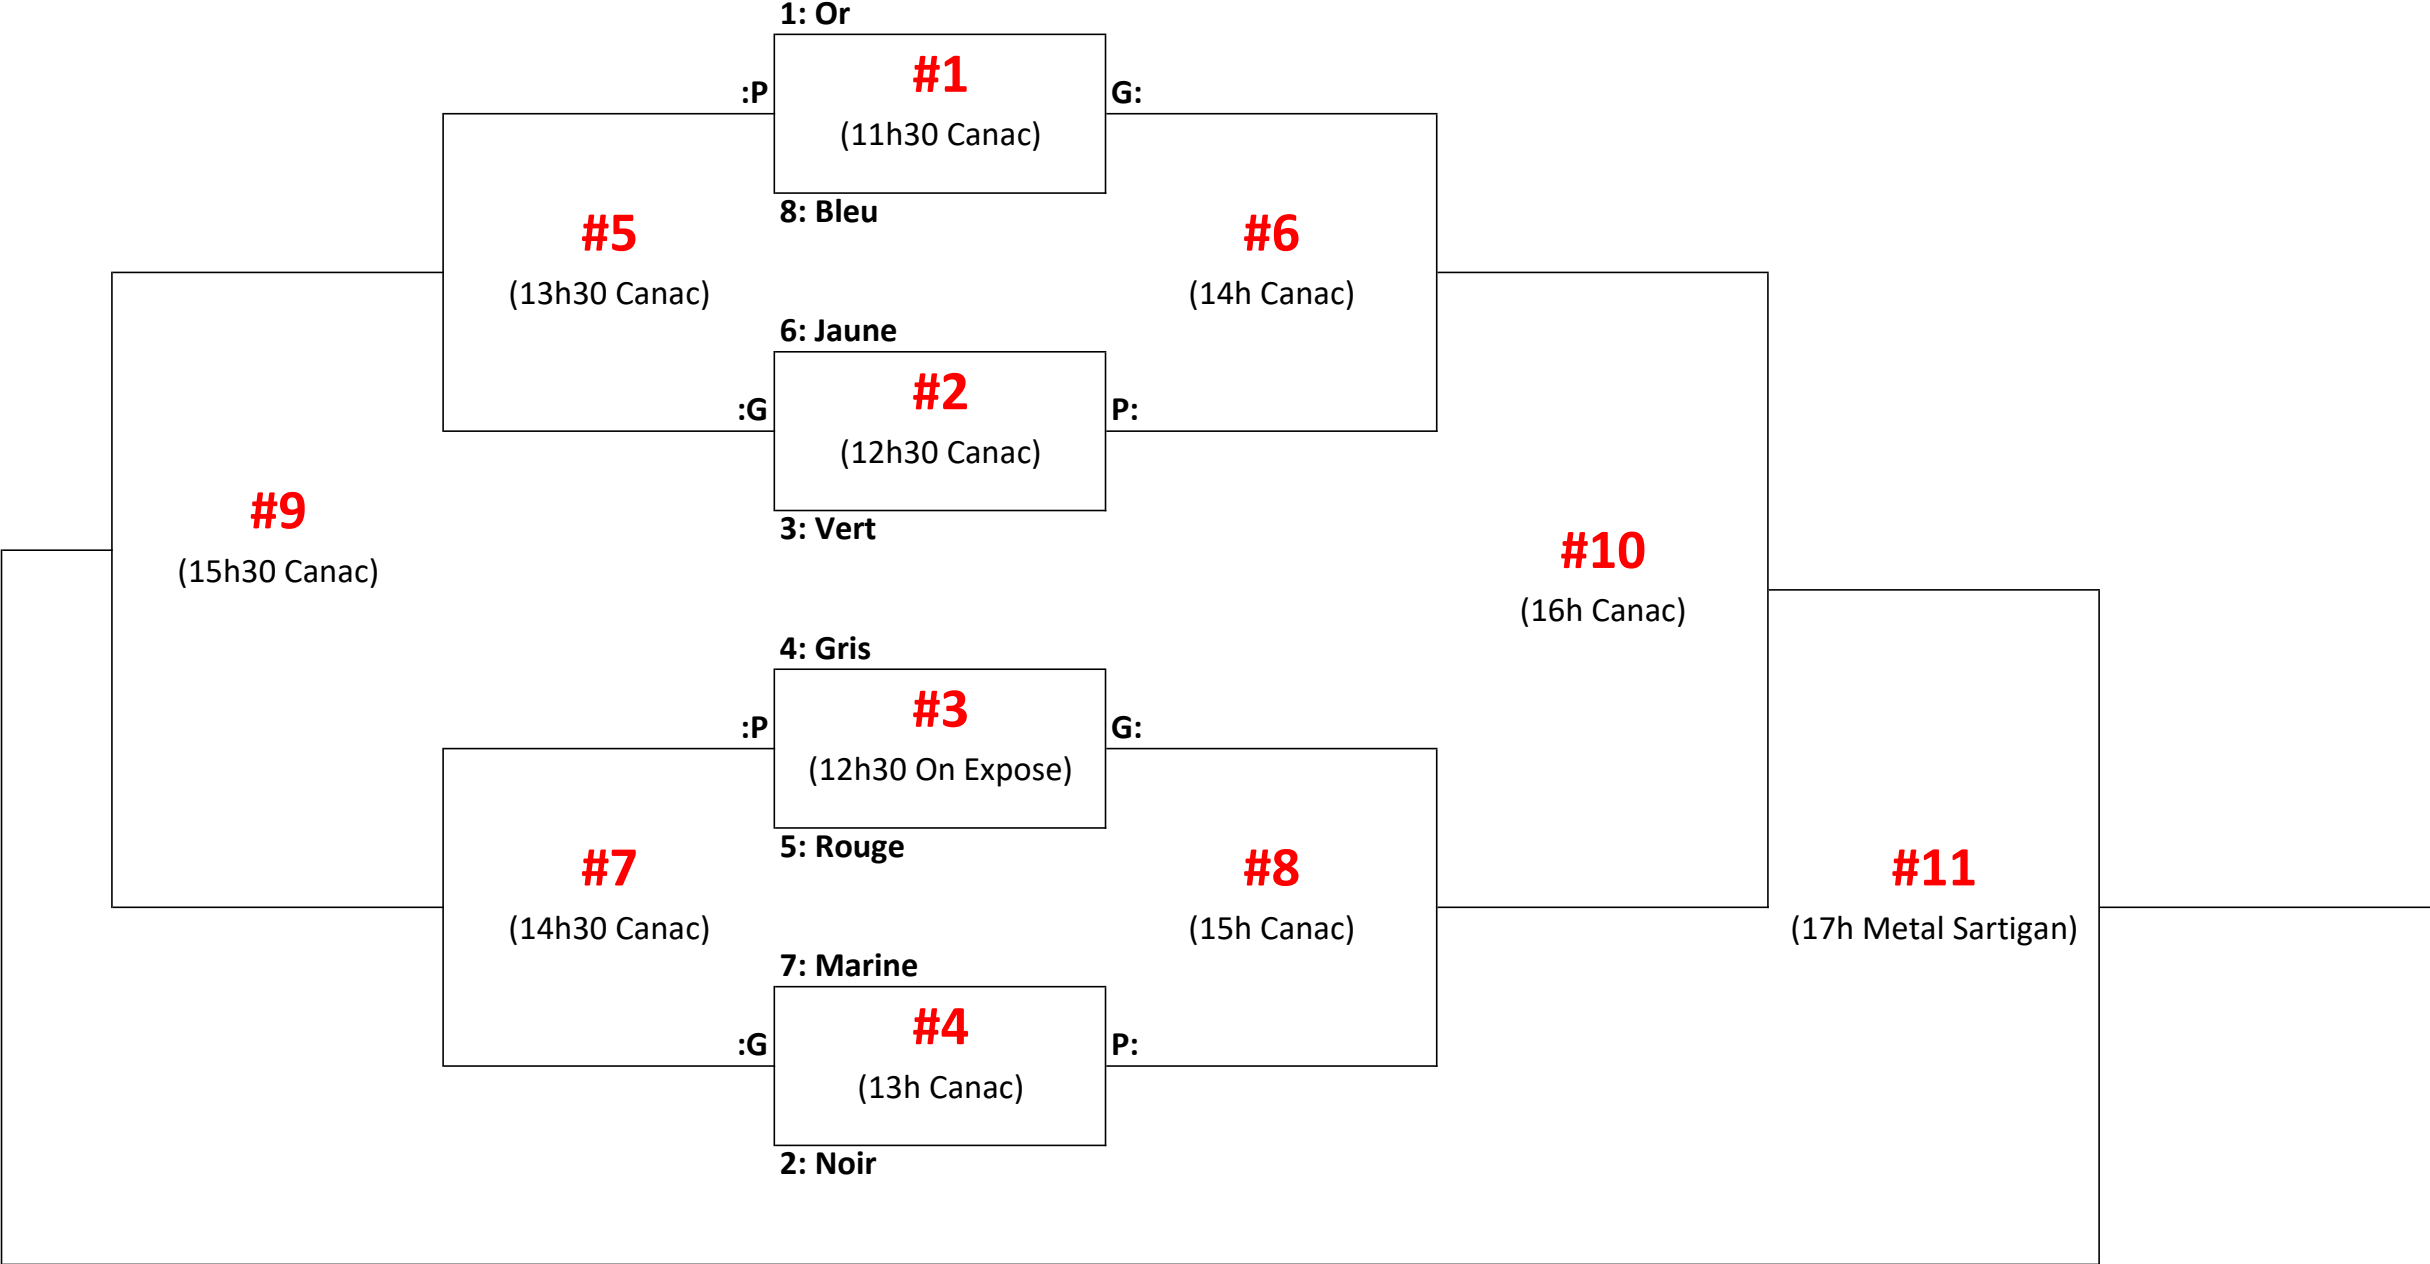 1: Or
#1
:P
G:
(11h30 Canac)
8: Bleu
#5
#6
(13h30 Canac)
(14h Canac)
6: Jaune
#2
:G
P:
(12h30 Canac)
#9
3: Vert
#10
(15h30 Canac)
(16h Canac)
4: Gris
#3
:P
G:
(12h30 On Expose)
5: Rouge
#7
#8
#11
(14h30 Canac)
(15h Canac)
(17h Metal Sartigan)
7: Marine
#4
:G
P:
(13h Canac)
2: Noir